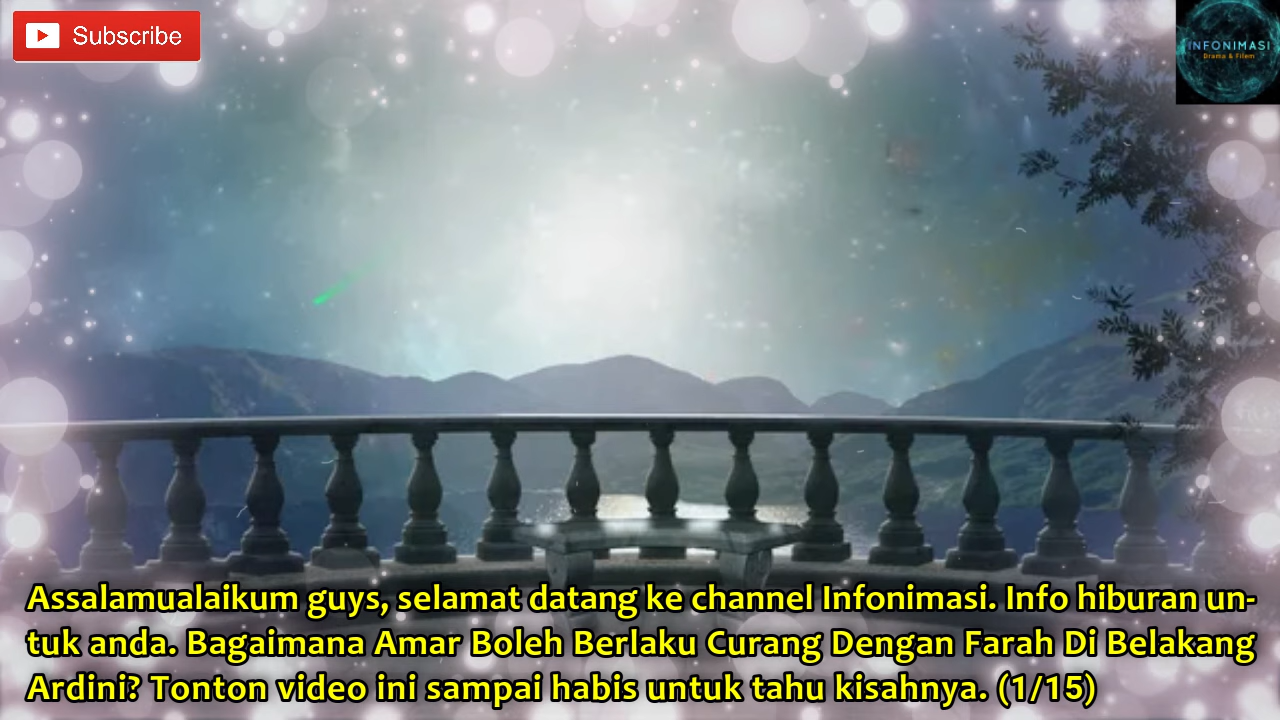 Subscribe
INFONIMASI
Drama & Filem
Assalamualaikum guys, selamat datang ke channel Infonimasi. Info hiburan un-
tuk anda. Bagaimana Amar Boleh Berlaku Curang Dengan Farah Di Belakang
Ardini? Tonton video ini sampai habis untuk tahu kisahnya. (1/15)